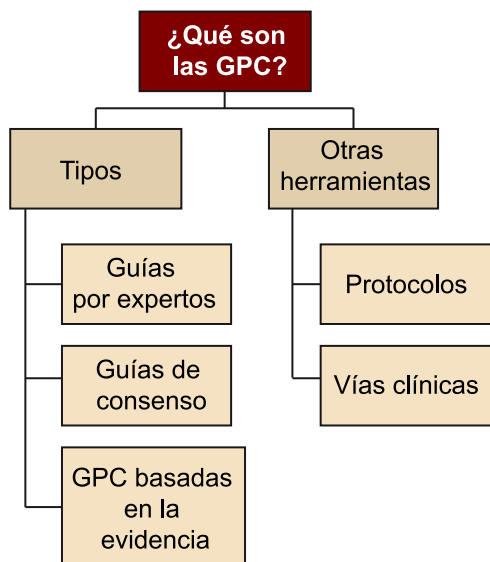 ¿Qué son
las GPC?
Tipos
Otras
herramientas
Guías
por expertos
Guías de
consenso
GPC basadas
en la
evidencia
Protocolos
Vías clínicas